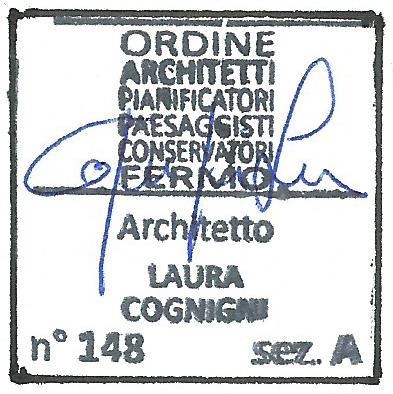 ORDINE
ARCHITETTI
PIANIFICATORI
PAESAGGISTI
CONSERVATORI
FERMO
Architetto
LAURA
COGNIGNI
n° 148 sez. A